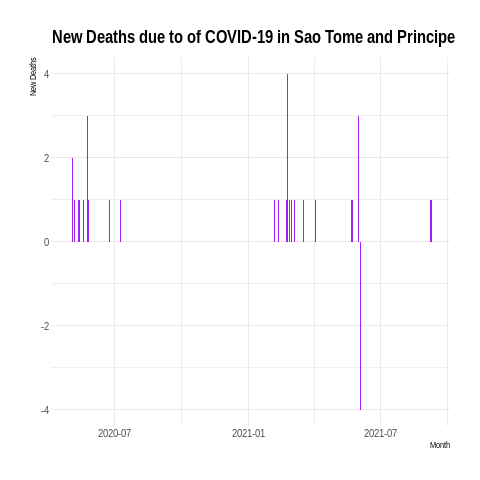 New Deaths due to of COVID-19 in Sao Tome and Principe
New Deaths
4
2
0
-2
-4
2020-07
2021-01
2021-07
Month